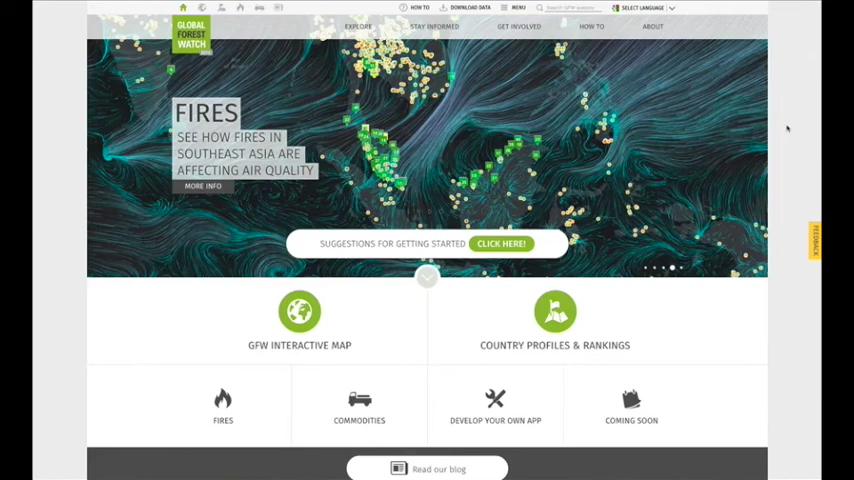 HOW TO
DOWNLOAD DATA
MENU
SELECT LANGUAGE
GLOBAL
FOREST
WATCH
EXPLORE
STAY INFORMED
GET INVOLVED
HOW TO
ABOUT
FIRES
SEE HOW FIRES IN
SOUTHEAST ASIA ARE
AFFECTING AIR QUALITY
MORE INFO
FEEDBACK
SUGGESTIONS FOR GETTING STARTED CLICK HERE!
GFW INTERACTIVE MAP
COUNTRY PROFILES & RANKINGS
FIRES
COMMODITIES
DEVELOP YOUR OWN APP
COMING SOON
Read our blog